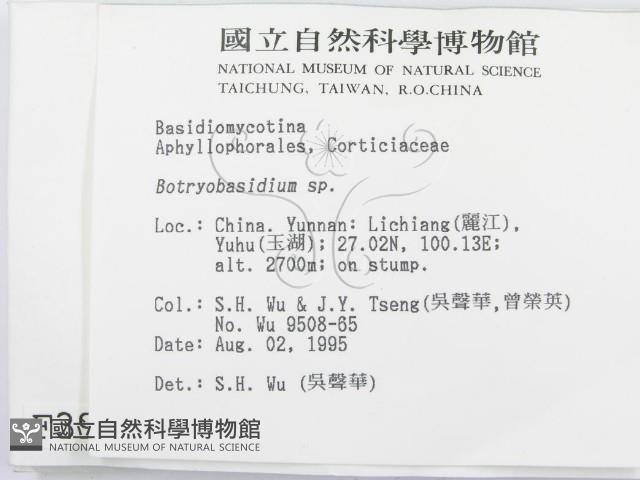 國立自然科學博物館
NATIONAL MUSEUM OF NATURAL SCIENCE
TAICHUNG, TAIWAN, R.O.CHINA
Basidiomycotina
Aphyllophorales, Corticiaceae
Botryobasidium sp.
Loc.: China. Yunnan: Lichiang(麗江),
Yuhu(玉湖); 27.02N, 100.13E;
alt. 2700m; on stump.
Col.: S.H. Wu & J.Y. Tseng(吳聲華,曾榮英)
No. Wu 9508-65
Date: Aug. 02, 1995
Det.: S.H. Wu (吳聲華)
國立自然科學博物館
NATIONAL MUSEUM OF NATURAL SCIENCE